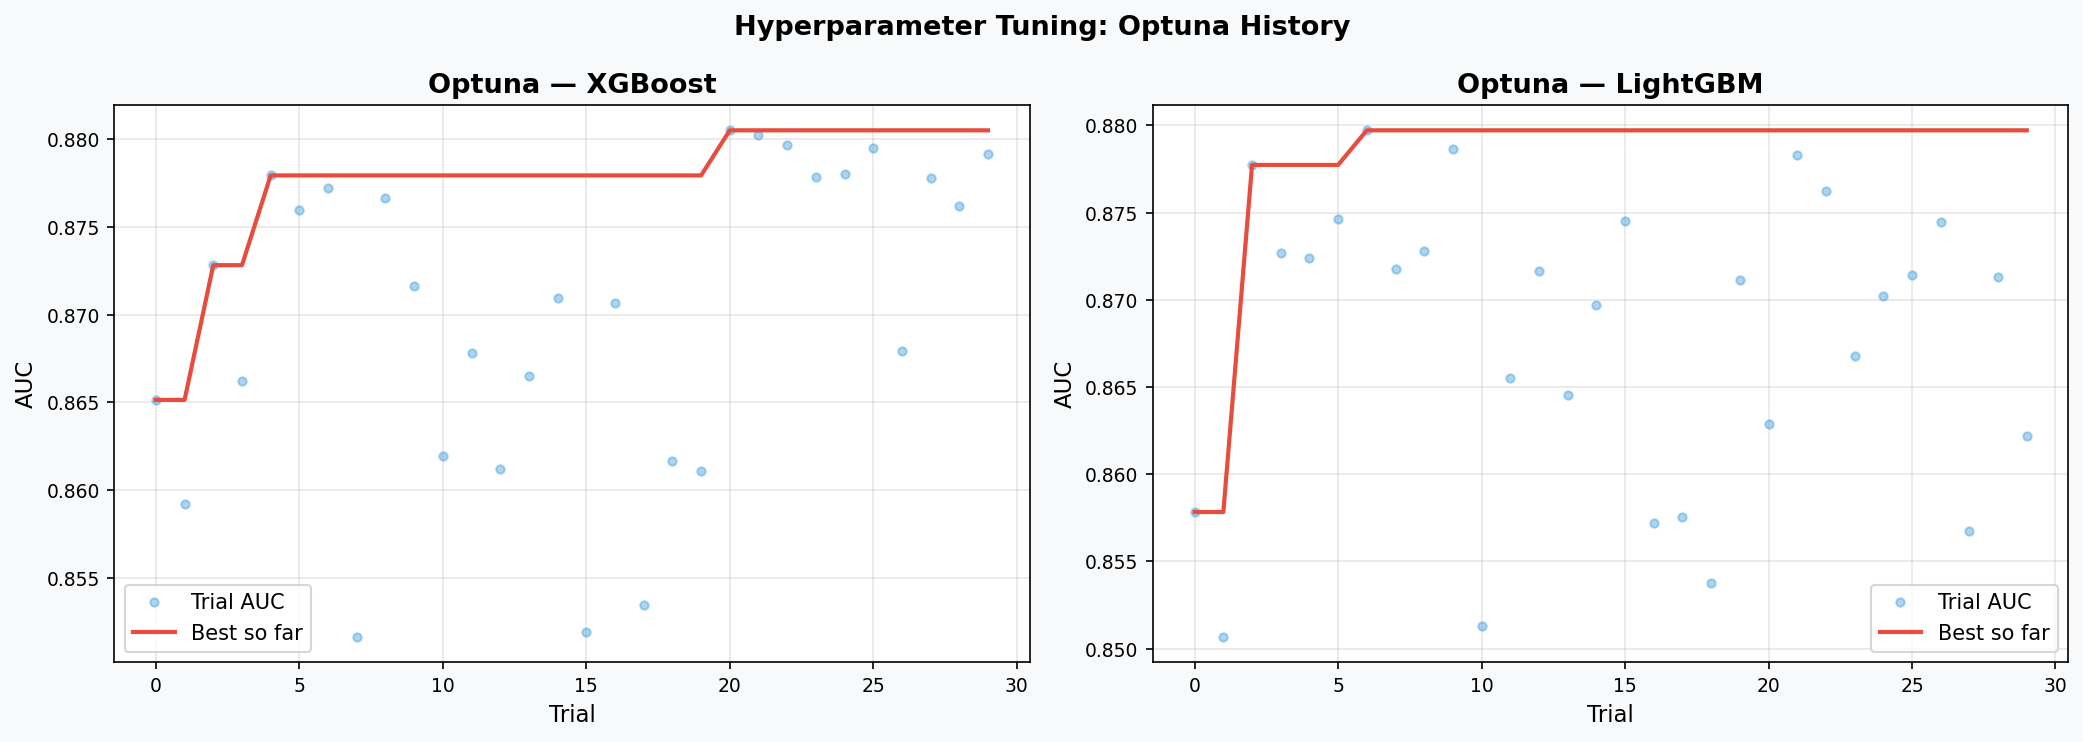 Hyperparameter Tuning: Optuna History
Optuna — XGBoost
AUC
0.880
0.875
0.870
0.865
0.860
0.855
Trial AUC
Best so far
0 5 10 15 20 25 30
Trial
Optuna — LightGBM
AUC
0.880
0.875
0.870
0.865
0.860
0.855
0.850
Trial AUC
Best so far
0 5 10 15 20 25 30
Trial